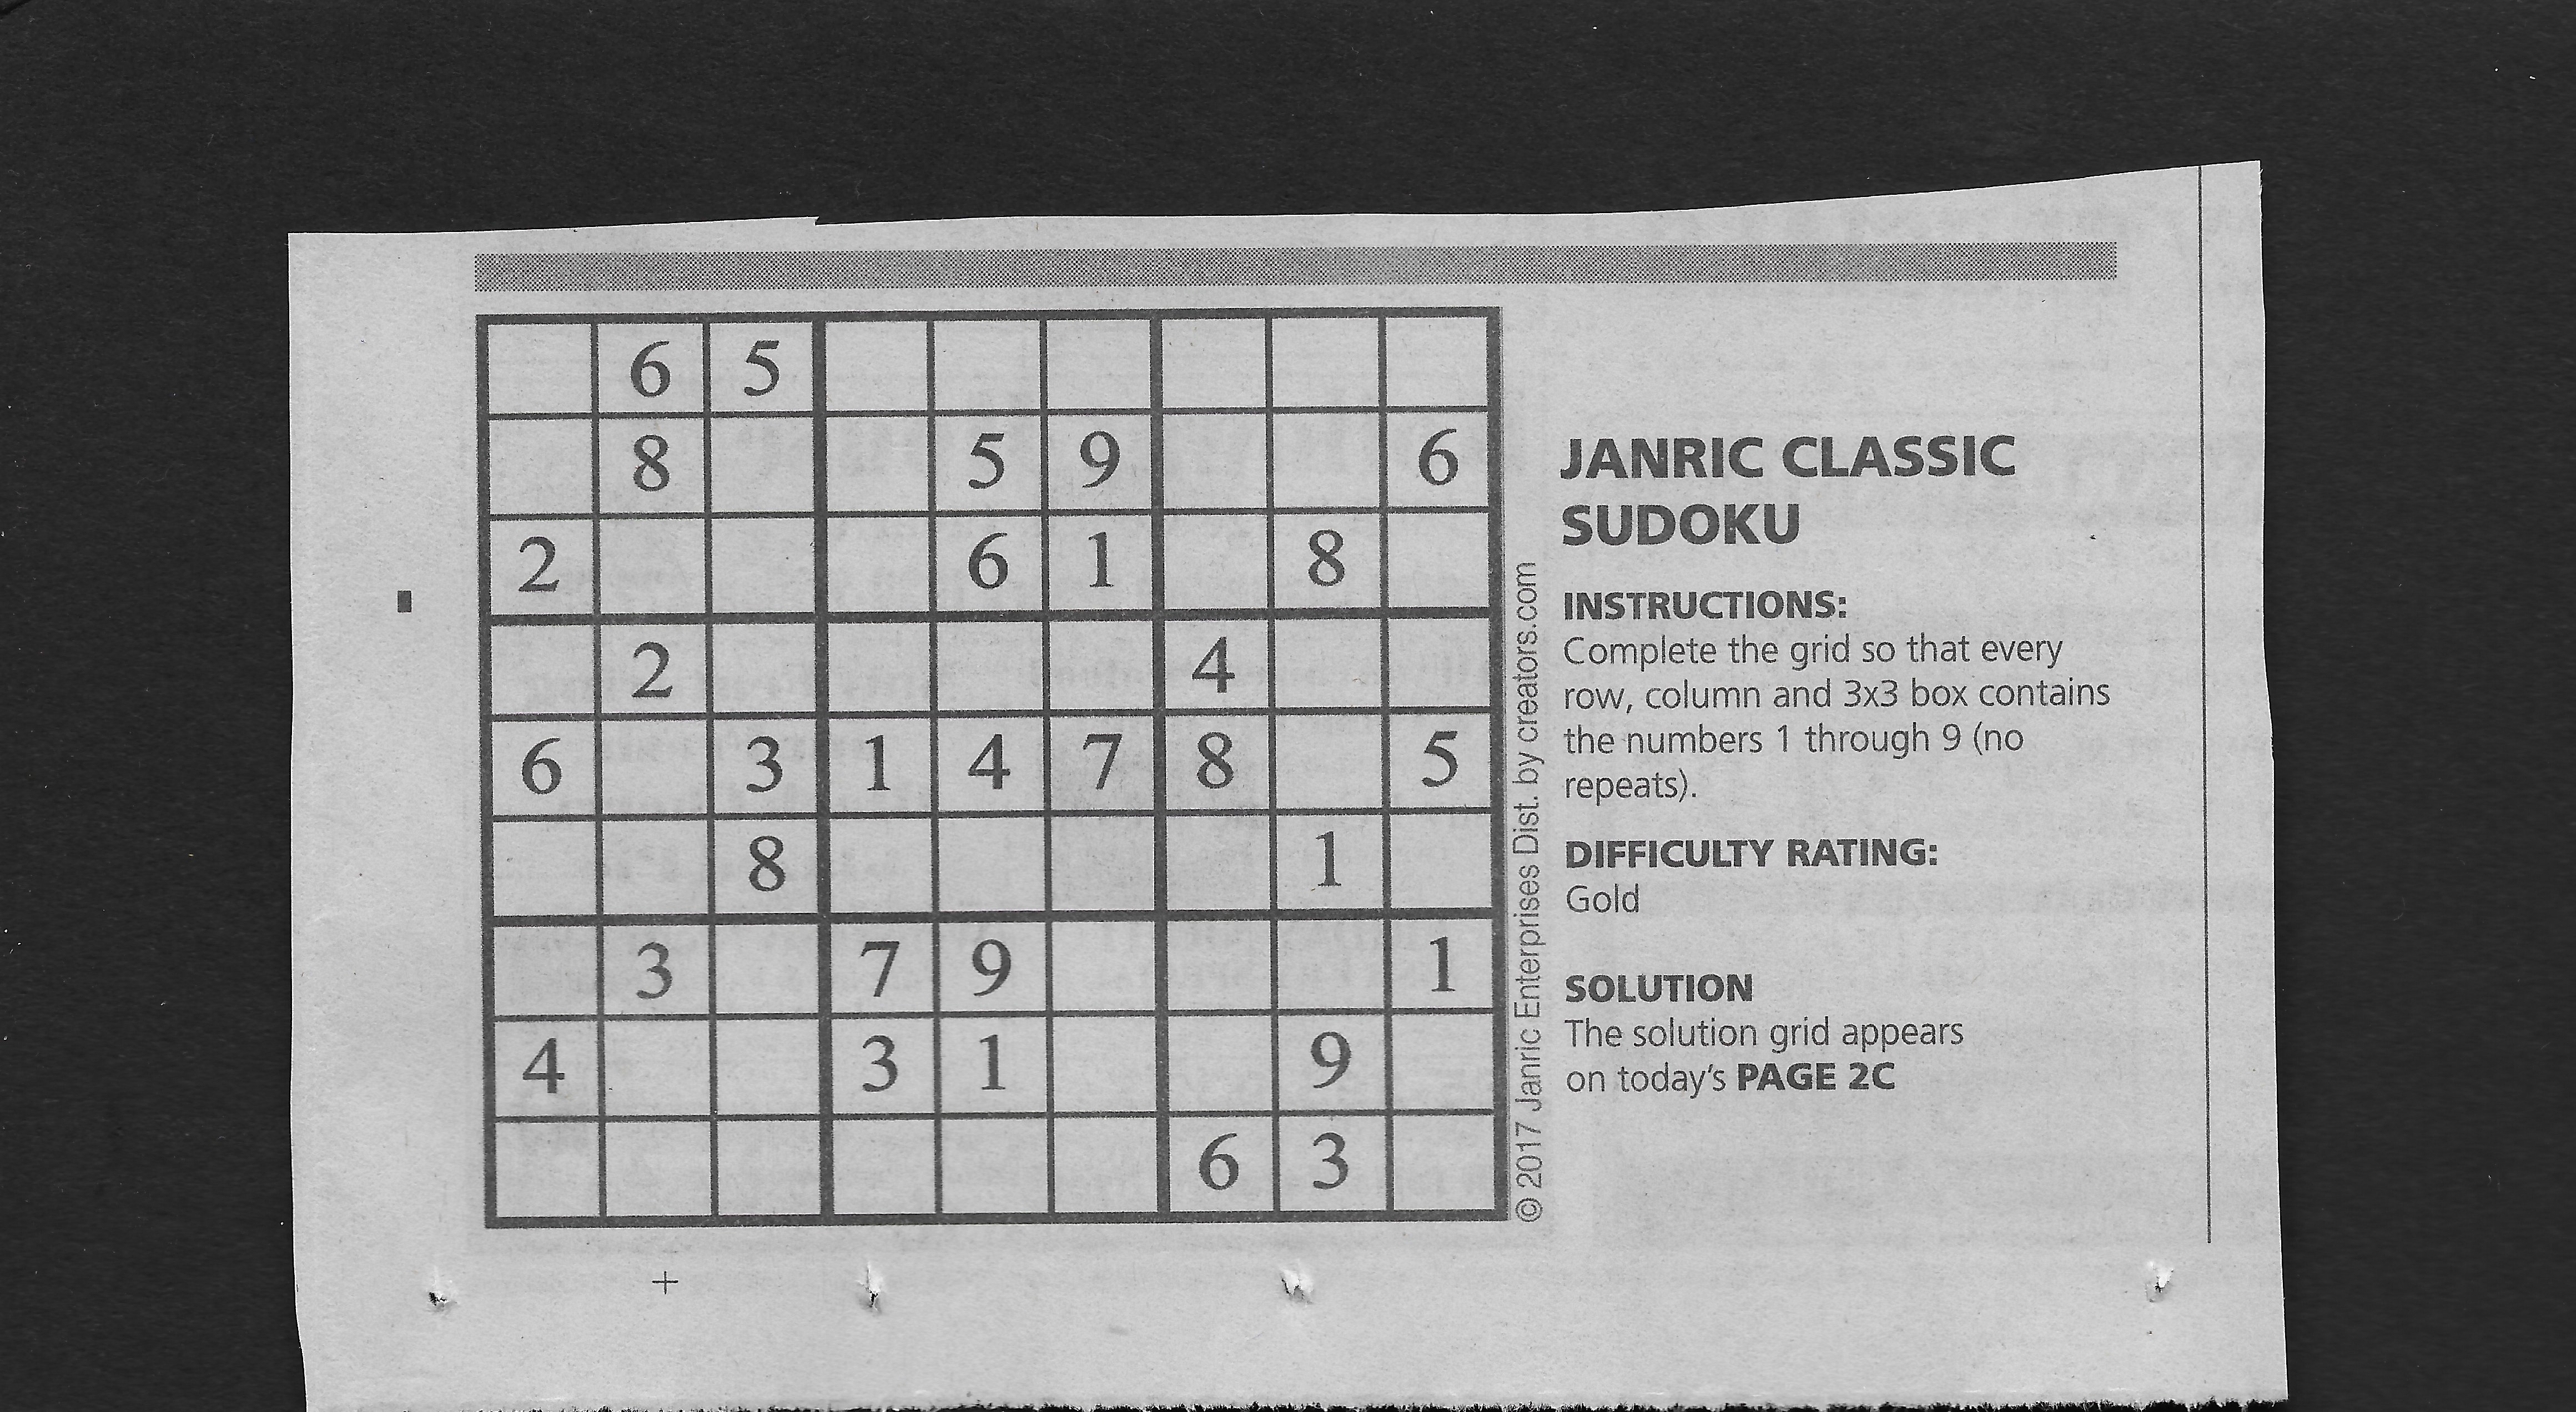 6 5
8 5 9 6
2 6 1 8
2 4
6 3 1 4 7 8 5
8 1
3 7 9 1
4 3 1 9
6 3
© 2017 Janric Enterprises Dist. by creators.com
JANRIC CLASSIC
SUDOKU
INSTRUCTIONS:
Complete the grid so that every
row, column and 3x3 box contains
the numbers 1 through 9 (no
repeats).
DIFFICULTY RATING:
Gold
SOLUTION
The solution grid appears
on today's PAGE 2C